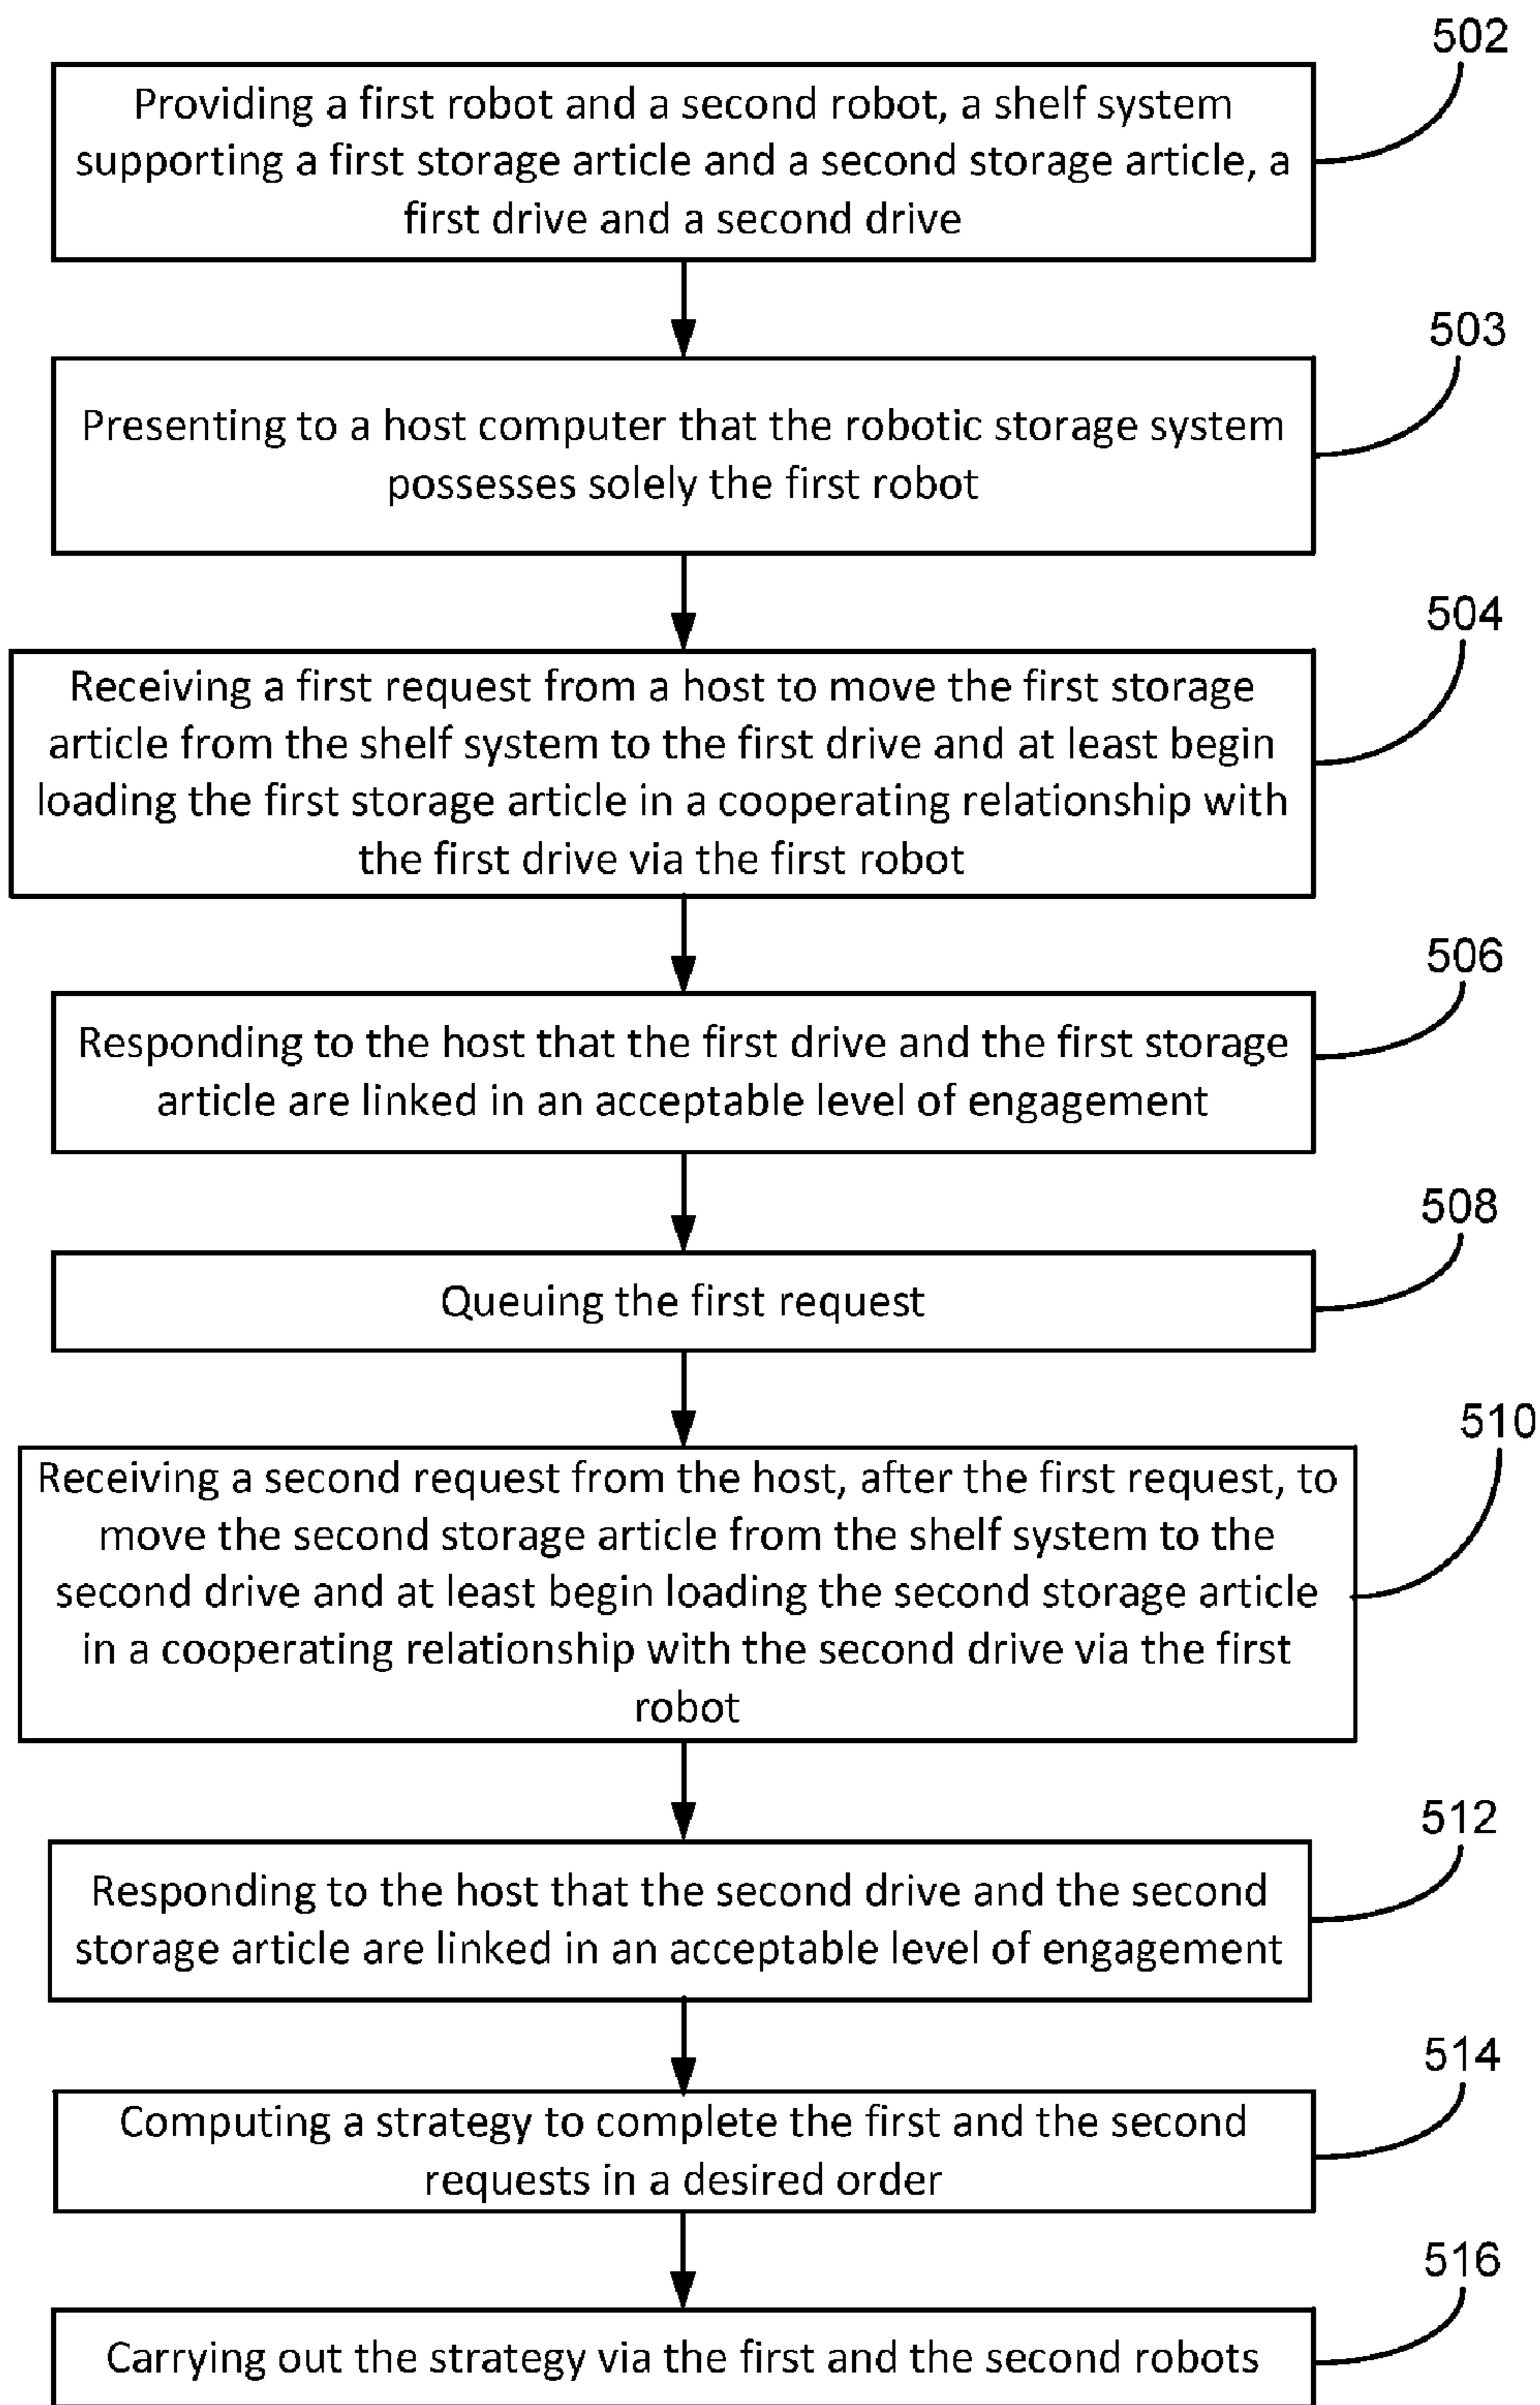 502
Providing a first robot and a second robot, a shelf system
supporting a first storage article and a second storage article, a
first drive and a second drive
503
Presenting to a host computer that the robotic storage system
possesses solely the first robot
504
Receiving a first request from a host to move the first storage
article from the shelf system to the first drive and at least begin
loading the first storage article in a cooperating relationship with
the first drive via the first robot
506
Responding to the host that the first drive and the first storage
article are linked in an acceptable level of engagement
508
Queuing the first request
510
Receiving a second request from the host, after the first request, to
move the second storage article from the shelf system to the
second drive and at least begin loading the second storage article
in a cooperating relationship with the second drive via the first
robot
512
Responding to the host that the second drive and the second
storage article are linked in an acceptable level of engagement
514
Computing a strategy to complete the first and the second
requests in a desired order
516
Carrying out the strategy via the first and the second robots